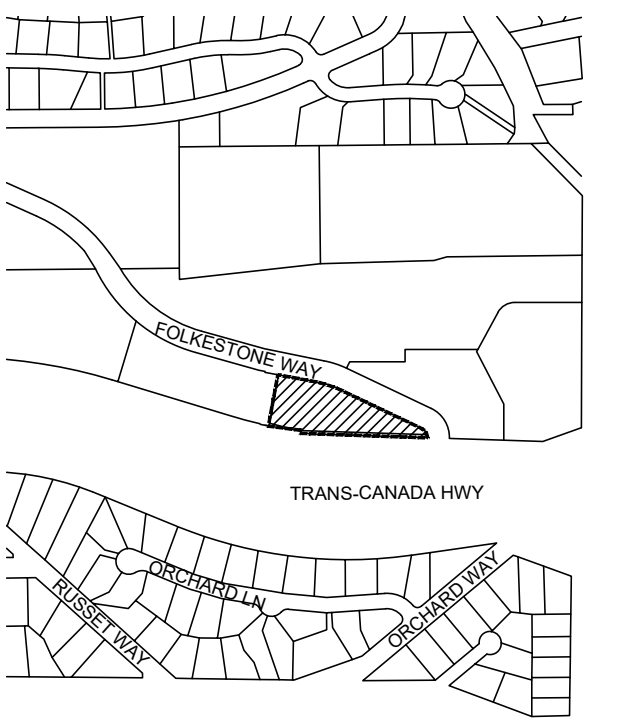 FOLKESTONE WAY
TRANS-CANADA HWY
ORCHARD LN
RUSSET WAY
ORCHARD WAY